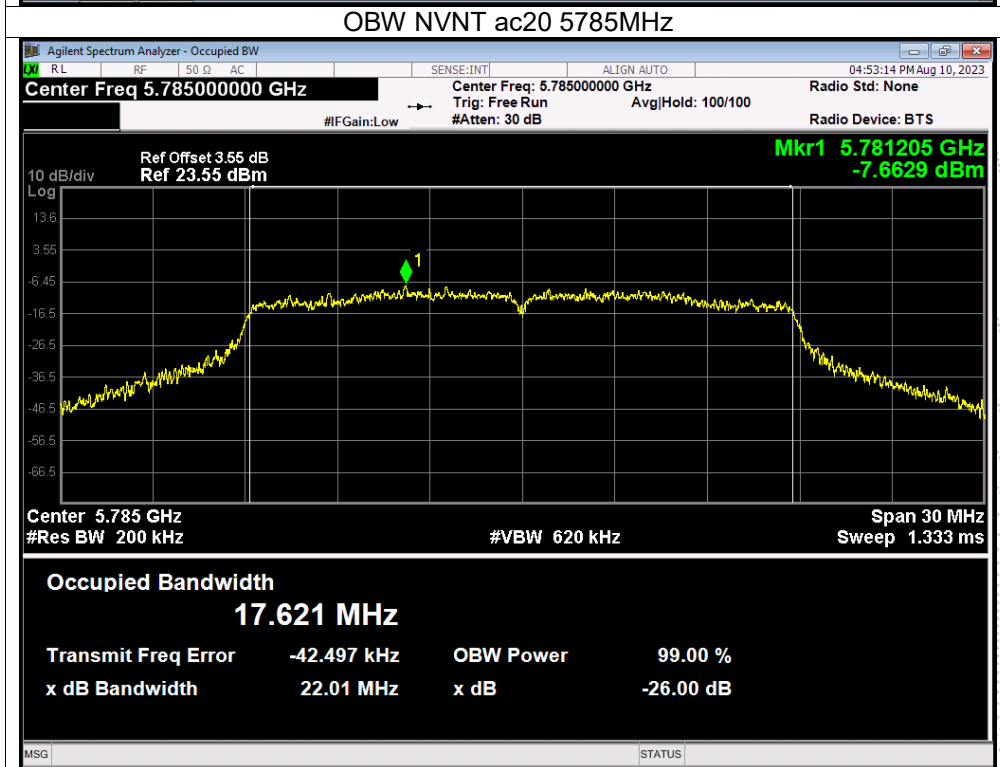 OBW NVNT ac20 5785MHz
Agilent Spectrum Analyzer - Occupied BW
LXI RL RF 50 Ω AC SENSE:INT ALIGN AUTO 04:53:14 PM Aug 10, 2023
Center Freq 5.785000000 GHz Center Freq: 5.785000000 GHz Radio Std: None
Trig: Free Run Avg|Hold: 100/100
#IFGain:Low #Atten: 30 dB Radio Device: BTS
Mkr1 5.781205 GHz
-7.6629 dBm
Ref Offset 3.55 dB
10 dB/div Ref 23.55 dBm
Log
13.6
3.55
1
-6.45
-16.5
-26.5
-36.5
-46.5
-56.5
-66.5
Center 5.785 GHz Span 30 MHz
#Res BW 200 kHz #VBW 620 kHz Sweep 1.333 ms
Occupied Bandwidth
17.621 MHz
Transmit Freq Error -42.497 kHz OBW Power 99.00 %
x dB Bandwidth 22.01 MHz x dB -26.00 dB
MSG STATUS